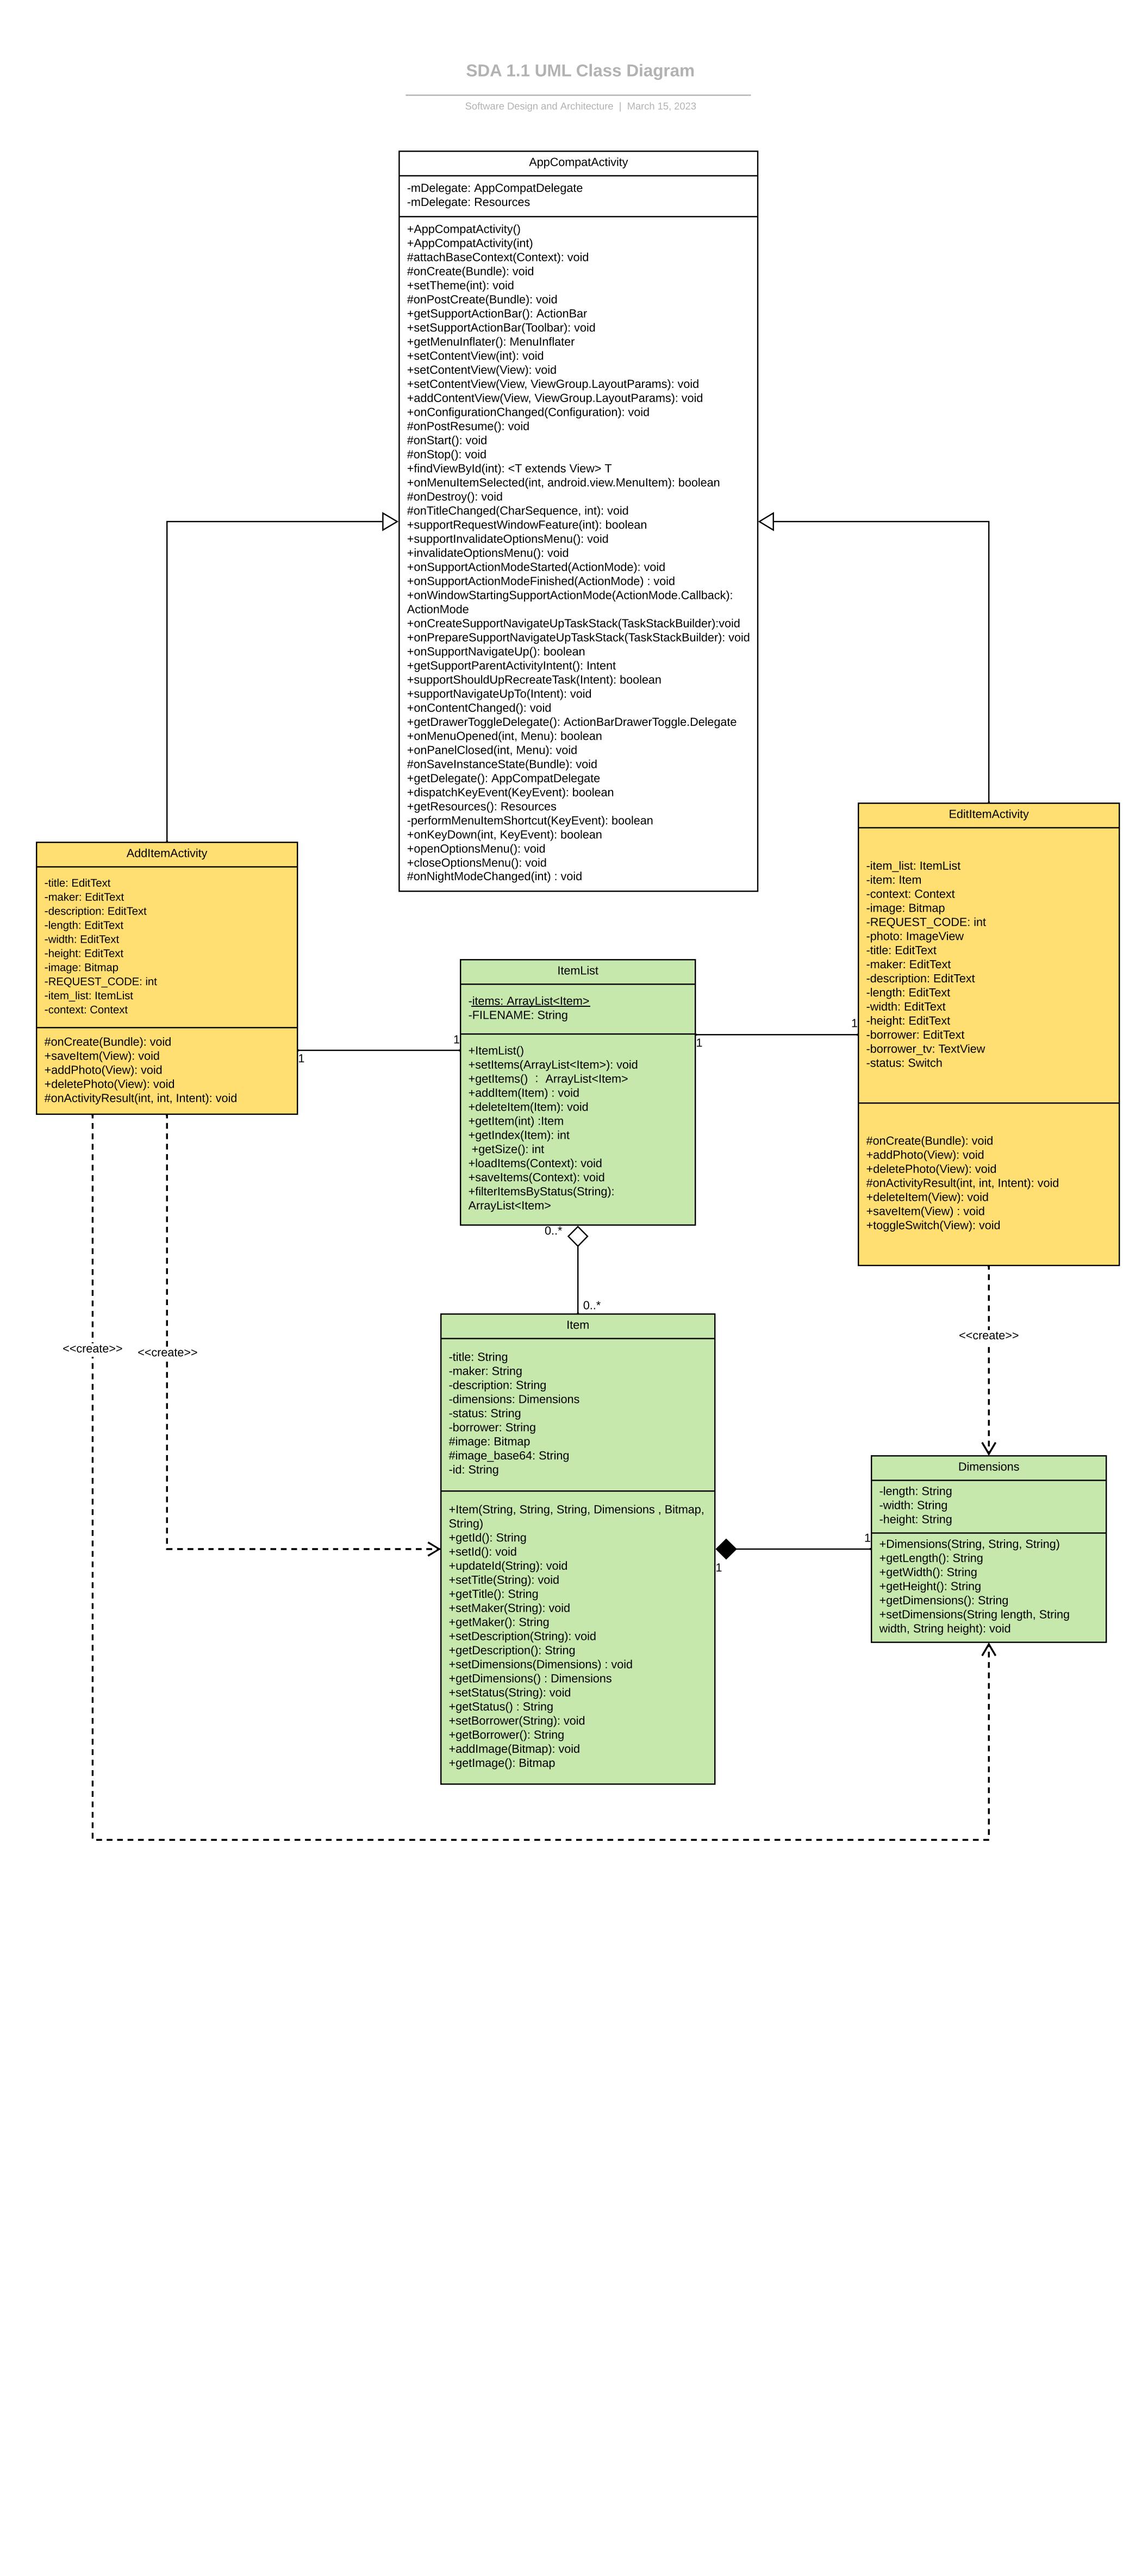 SDA 1.1 UML Class Diagram
Software Design and Architecture | March 15, 2023
AppCompatActivity
-mDelegate: AppCompatDelegate
-mDelegate: Resources
+AppCompatActivity()
+AppCompatActivity(int)
#attachBaseContext(Context): void
#onCreate(Bundle): void
+setTheme(int): void
#onPostCreate(Bundle): void
+getSupportActionBar(): ActionBar
+setSupportActionBar(Toolbar): void
+getMenuInflater(): MenuInflater
+setContentView(int): void
+setContentView(View): void
+setContentView(View, ViewGroup.LayoutParams): void
+addContentView(View, ViewGroup.LayoutParams): void
+onConfigurationChanged(Configuration): void
#onPostResume(): void
#onStart(): void
#onStop(): void
+findViewById(int): <T extends View> T
+onMenuItemSelected(int, android.view.MenuItem): boolean
#onDestroy(): void
#onTitleChanged(CharSequence, int): void
+supportRequestWindowFeature(int): boolean
+supportInvalidateOptionsMenu(): void
+invalidateOptionsMenu(): void
+onSupportActionModeStarted(ActionMode): void
+onSupportActionModeFinished(ActionMode) : void
+onWindowStartingSupportActionMode(ActionMode.Callback):
ActionMode
+onCreateSupportNavigateUpTaskStack(TaskStackBuilder):void
+onPrepareSupportNavigateUpTaskStack(TaskStackBuilder): void
+onSupportNavigateUp(): boolean
+getSupportParentActivityIntent(): Intent
+supportShouldUpRecreateTask(Intent): boolean
+supportNavigateUpTo(Intent): void
+onContentChanged(): void
+getDrawerToggleDelegate(): ActionBarDrawerToggle.Delegate
+onMenuOpened(int, Menu): boolean
+onPanelClosed(int, Menu): void
#onSaveInstanceState(Bundle): void
+getDelegate(): AppCompatDelegate
+dispatchKeyEvent(KeyEvent): boolean
+getResources(): Resources
-performMenuItemShortcut(KeyEvent): boolean
+onKeyDown(int, KeyEvent): boolean
+openOptionsMenu(): void
+closeOptionsMenu(): void
#onNightModeChanged(int) : void
AddItemActivity
-title: EditText
-maker: EditText
-description: EditText
-length: EditText
-width: EditText
-height: EditText
-image: Bitmap
-REQUEST_CODE: int
-item_list: ItemList
-context: Context
#onCreate(Bundle): void
+saveItem(View): void
+addPhoto(View): void
+deletePhoto(View): void
#onActivityResult(int, int, Intent): void
1
1
ItemList
-items: ArrayList<Item>
-FILENAME: String
+ItemList()
+setItems(ArrayList<Item>): void
+getItems() : ArrayList<Item>
+addItem(Item) : void
+deleteItem(Item): void
+getItem(int) :Item
+getIndex(Item): int
+getSize(): int
+loadItems(Context): void
+saveItems(Context): void
+filterItemsByStatus(String):
ArrayList<Item>
1
1
EditItemActivity
-item_list: ItemList
-item: Item
-context: Context
-image: Bitmap
-REQUEST_CODE: int
-photo: ImageView
-title: EditText
-maker: EditText
-description: EditText
-length: EditText
-width: EditText
-height: EditText
-borrower: EditText
-borrower_tv: TextView
-status: Switch
#onCreate(Bundle): void
+addPhoto(View): void
+deletePhoto(View): void
#onActivityResult(int, int, Intent): void
+deleteItem(View): void
+saveItem(View) : void
+toggleSwitch(View): void
0..*
0..*
<<create>>
<<create>>
<<create>>
Item
-title: String
-maker: String
-description: String
-dimensions: Dimensions
-status: String
-borrower: String
#image: Bitmap
#image_base64: String
-id: String
+Item(String, String, String, Dimensions , Bitmap,
String)
+getId(): String
+setId(): void
+updateId(String): void
+setTitle(String): void
+getTitle(): String
+setMaker(String): void
+getMaker(): String
+setDescription(String): void
+getDescription(): String
+setDimensions(Dimensions) : void
+getDimensions() : Dimensions
+setStatus(String): void
+getStatus() : String
+setBorrower(String): void
+getBorrower(): String
+addImage(Bitmap): void
+getImage(): Bitmap
1
1
Dimensions
-length: String
-width: String
-height: String
+Dimensions(String, String, String)
+getLength(): String
+getWidth(): String
+getHeight(): String
+getDimensions(): String
+setDimensions(String length, String
width, String height): void